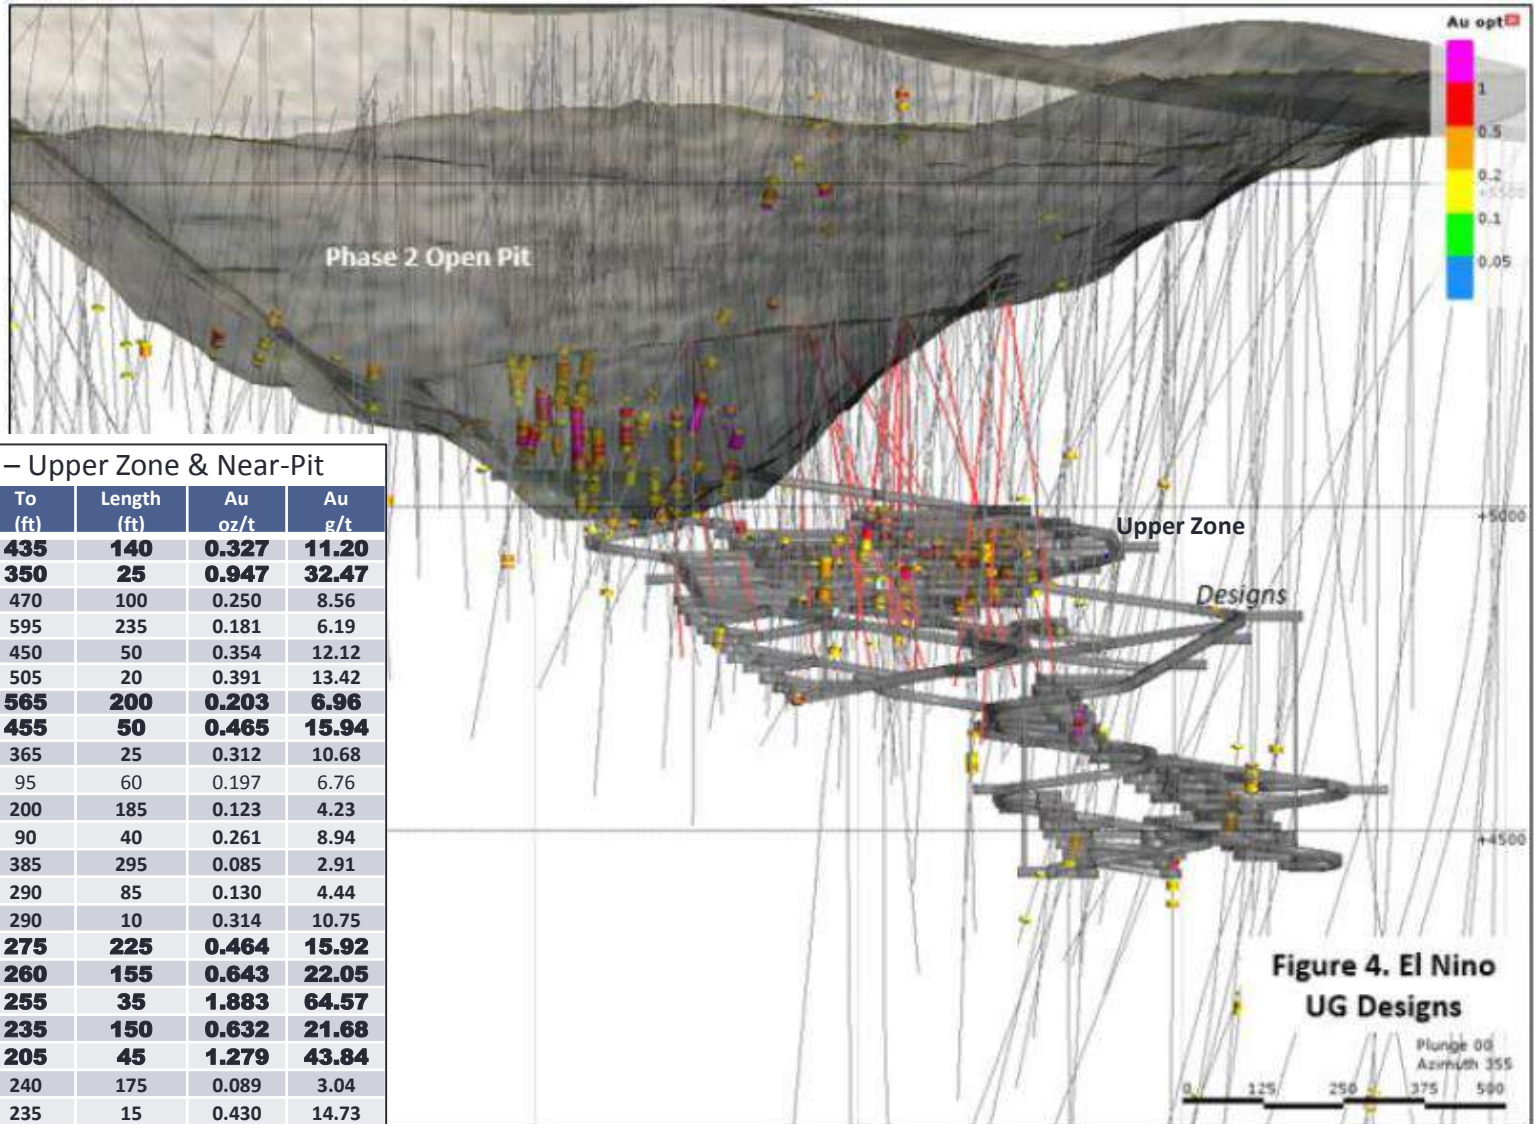 Au opt
1
0.5
0.2
0.1
0.05
Phase 2 Open Pit
– Upper Zone & Near-Pit
To (ft) Length (ft) Au oz/t Au g/t
435 140 0.327 11.20
350 25 0.947 32.47
470 100 0.250 8.56
595 235 0.181 6.19
450 50 0.354 12.12
505 20 0.391 13.42
565 200 0.203 6.96
455 50 0.465 15.94
365 25 0.312 10.68
95 60 0.197 6.76
200 185 0.123 4.23
90 40 0.261 8.94
385 295 0.085 2.91
290 85 0.130 4.44
290 10 0.314 10.75
275 225 0.464 15.92
260 155 0.643 22.05
255 35 1.883 64.57
235 150 0.632 21.68
205 45 1.279 43.84
240 175 0.089 3.04
235 15 0.430 14.73
+5000
Upper Zone
Designs
+4500
Figure 4. El Nino
UG Designs
Plunge 00
Azimuth 355
0 125 250 375 500